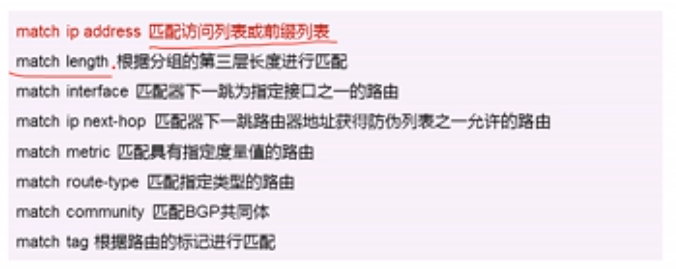 match ip address 匹配访问列表或前缀列表
match length 根据分组的第三层长度进行匹配
match interface 匹配器下一跳为指定接口之一的路由
match ip next-hop 匹配器下一跳路由器地址获得防伪列表之一允许的路由
match metric 匹配具有指定度量值的路由
match route-type 匹配指定类型的路由
match community 匹配BGP共同体
match tag 根据路由的标记进行匹配